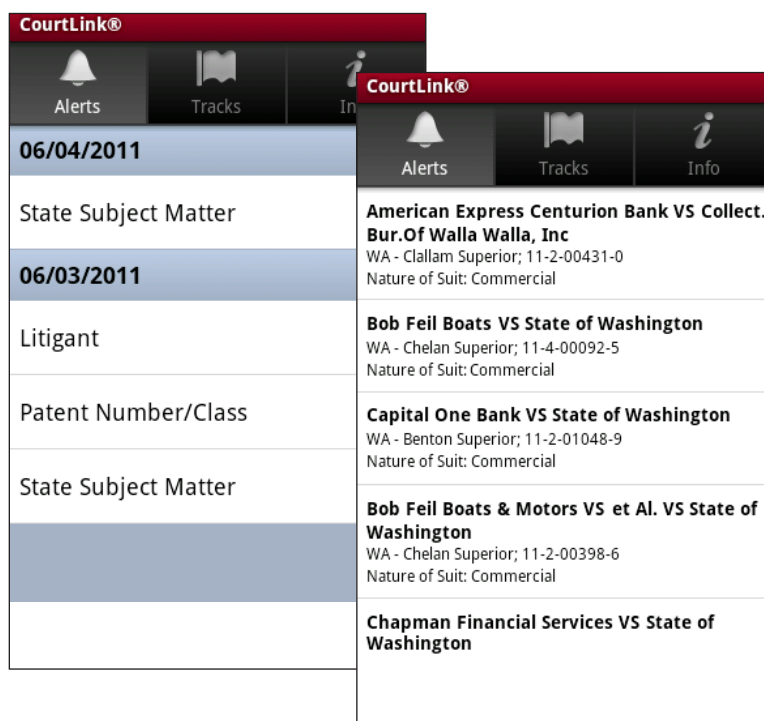 CourtLink®
Alerts
Tracks
In
06/04/2011
State Subject Matter
06/03/2011
Litigant
Patent Number/Class
State Subject Matter
CourtLink®
Alerts
Tracks
Info
American Express Centurion Bank VS Collect.
Bur.Of Walla Walla, Inc
WA - Clallam Superior; 11-2-00431-0
Nature of Suit: Commercial
Bob Feil Boats VS State of Washington
WA - Chelan Superior; 11-4-00092-5
Nature of Suit: Commercial
Capital One Bank VS State of Washington
WA - Benton Superior; 11-2-01048-9
Nature of Suit: Commercial
Bob Feil Boats & Motors VS et Al. VS State of
Washington
WA - Chelan Superior; 11-2-00398-6
Nature of Suit: Commercial
Chapman Financial Services VS State of
Washington